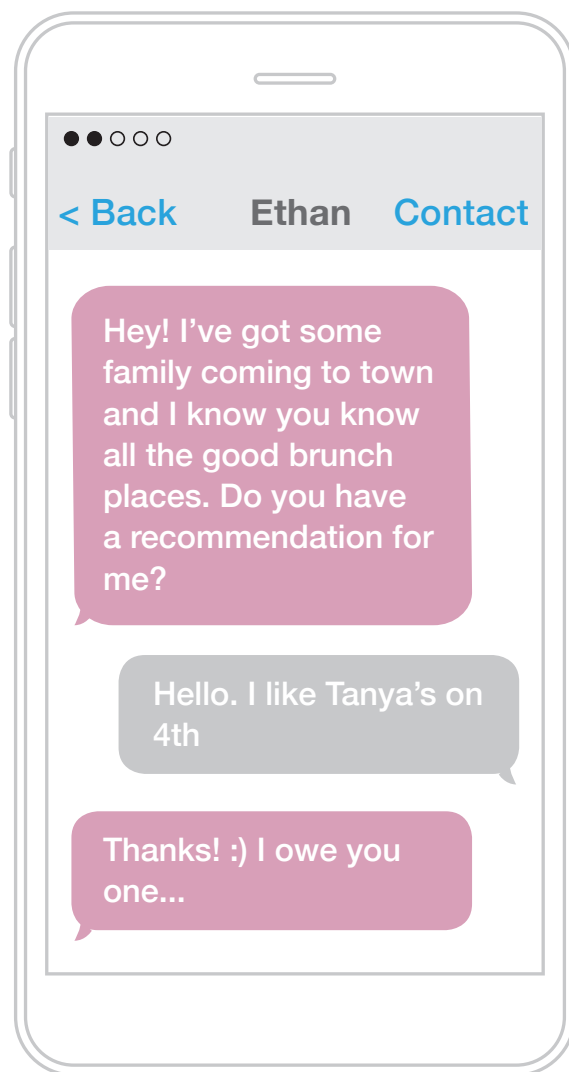 < Back Ethan Contact
Hey! I’ve got some
family coming to town
and I know you know
all the good brunch
places. Do you have
a recommendation for
me?
Hello. I like Tanya’s on
4th
Thanks! :) I owe you
one...